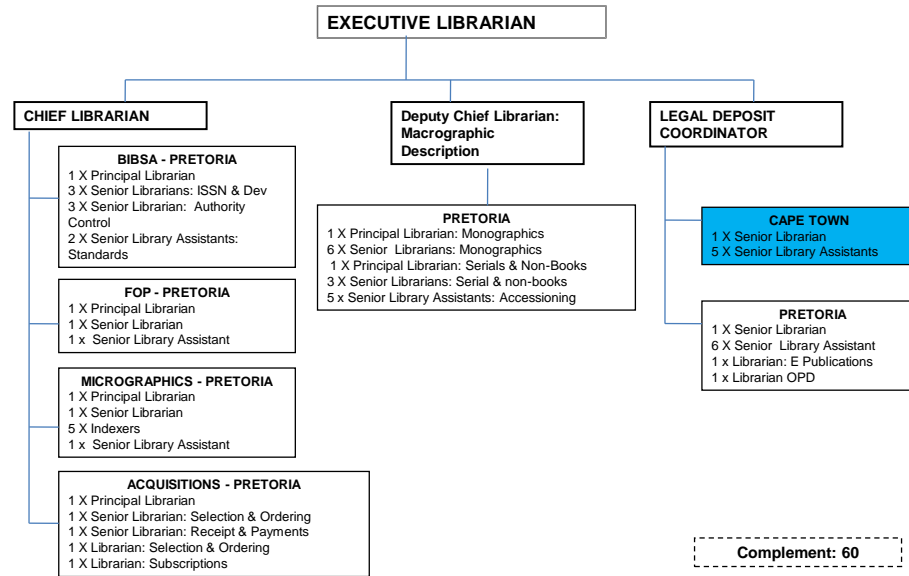 EXECUTIVE LIBRARIAN
CHIEF LIBRARIAN
BIBSA - PRETORIA
1 X Principal Librarian
3 X Senior Librarians: ISSN & Dev
3 X Senior Librarian: Authority
Control
2 X Senior Library Assistants:
Standards
FOP - PRETORIA
1 X Principal Librarian
1 X Senior Librarian
1 x Senior Library Assistant
MICROGRAPHICS - PRETORIA
1 X Principal Librarian
1 X Senior Librarian
5 X Indexers
1 x Senior Library Assistant
ACQUISITIONS - PRETORIA
1 X Principal Librarian
1 X Senior Librarian: Selection & Ordering
1 X Senior Librarian: Receipt & Payments
1 X Librarian: Selection & Ordering
1 X Librarian: Subscriptions
Deputy Chief Librarian:
Macrographic
Description
PRETORIA
1 X Principal Librarian: Monographics
6 X Senior Librarians: Monographics
1 X Principal Librarian: Serials & Non-Books
3 X Senior Librarians: Serial & non-books
5 x Senior Library Assistants: Accessioning
LEGAL DEPOSIT
COORDINATOR
CAPE TOWN
1 X Senior Librarian
5 X Senior Library Assistants
PRETORIA
1 X Senior Librarian
6 X Senior Library Assistant
1 x Librarian: E Publications
1 x Librarian OPD
Complement: 60